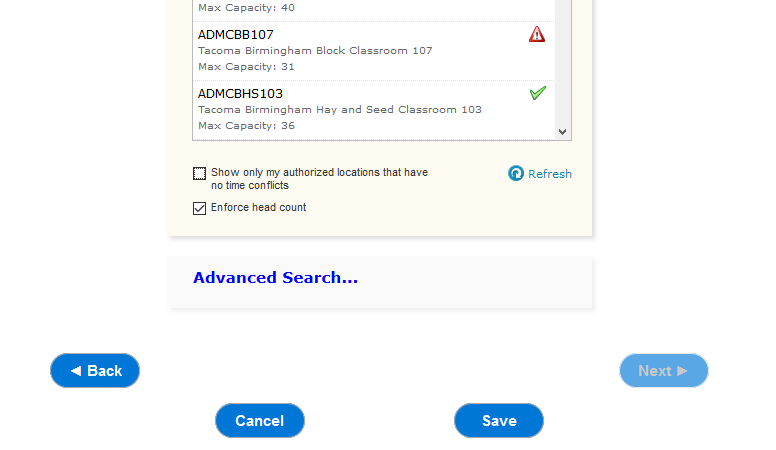 Max Capacity: 40
ADMCBB107
Tacoma Birmingham Block Classroom 107
Max Capacity: 31
ADMCBHS103
Tacoma Birmingham Hay and Seed Classroom 103
Max Capacity: 36
Show only my authorized locations that have
no time conflicts
Refresh
Enforce head count
Advanced Search...
◄ Back
Next ►
Cancel
Save